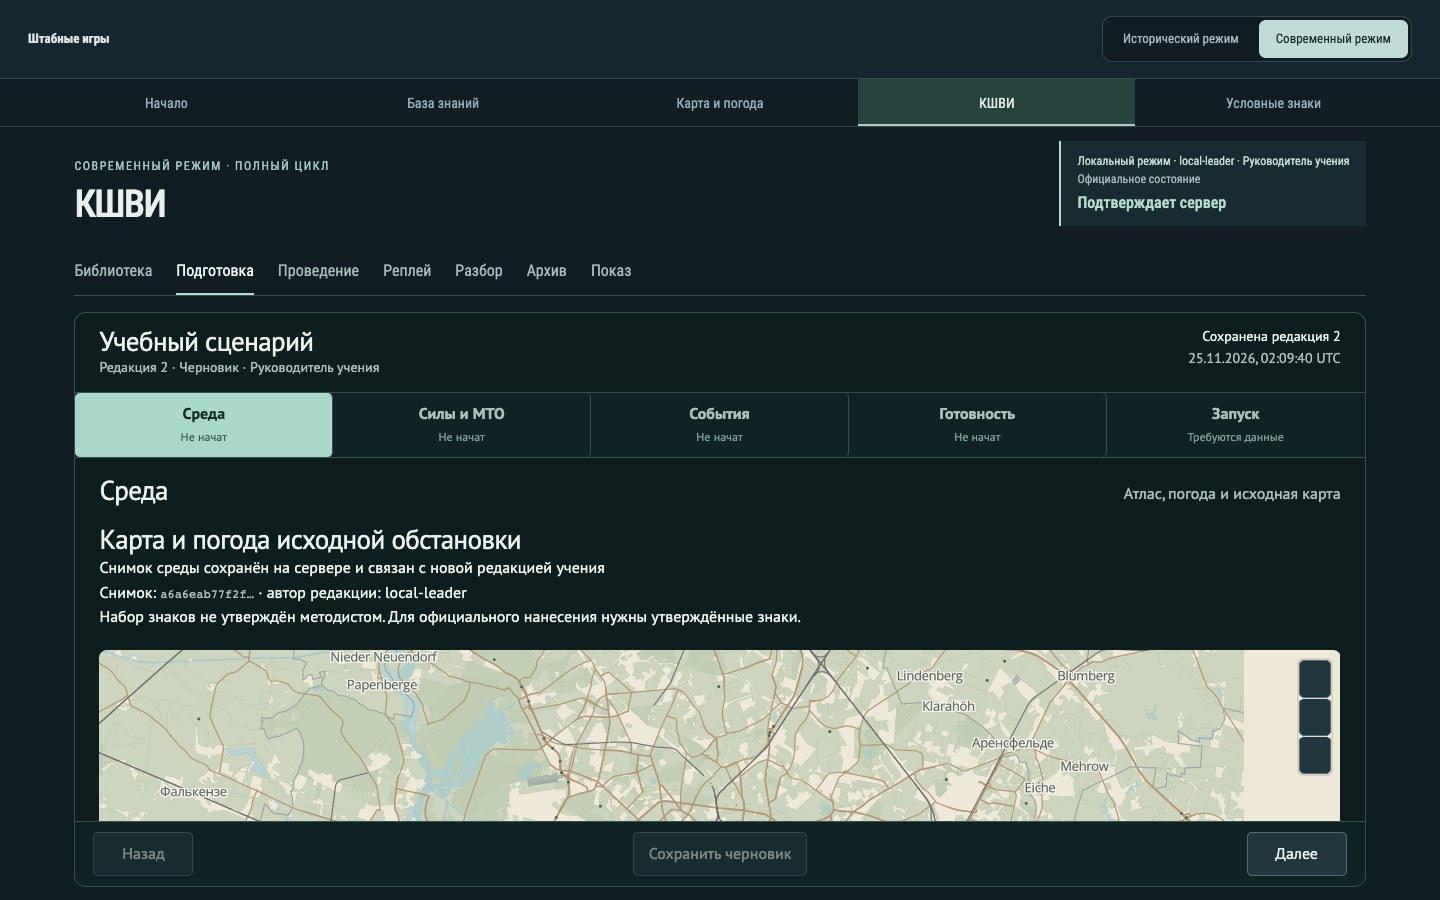 Штабные игры
Исторический режим
Современный режим
Начало
База знаний
Карта и погода
КШВИ
Условные знаки
СОВРЕМЕННЫЙ РЕЖИМ · ПОЛНЫЙ ЦИКЛ
КШВИ
Локальный режим · local-leader · Руководитель учения
Официальное состояние
Подтверждает сервер
Библиотека
Подготовка
Проведение
Реплей
Разбор
Архив
Показ
Учебный сценарий
Редакция 2 · Черновик · Руководитель учения
Сохранена редакция 2
25.11.2026, 02:09:40 UTC
Среда
Не начат
Силы и МТО
Не начат
События
Не начат
Готовность
Не начат
Запуск
Требуются данные
Среда
Атлас, погода и исходная карта
Карта и погода исходной обстановки
Снимок среды сохранён на сервере и связан с новой редакцией учения
Снимок: a6a6eab77f2f… · автор редакции: local-leader
Набор знаков не утверждён методистом. Для официального нанесения нужны утверждённые знаки.
Nieder Neuendorf
Papenberge
Lindenberg
Blumberg
Klarahöh
Аренсфельде
Mehrow
Eiche
Фалькензе
Назад
Сохранить черновик
Далее